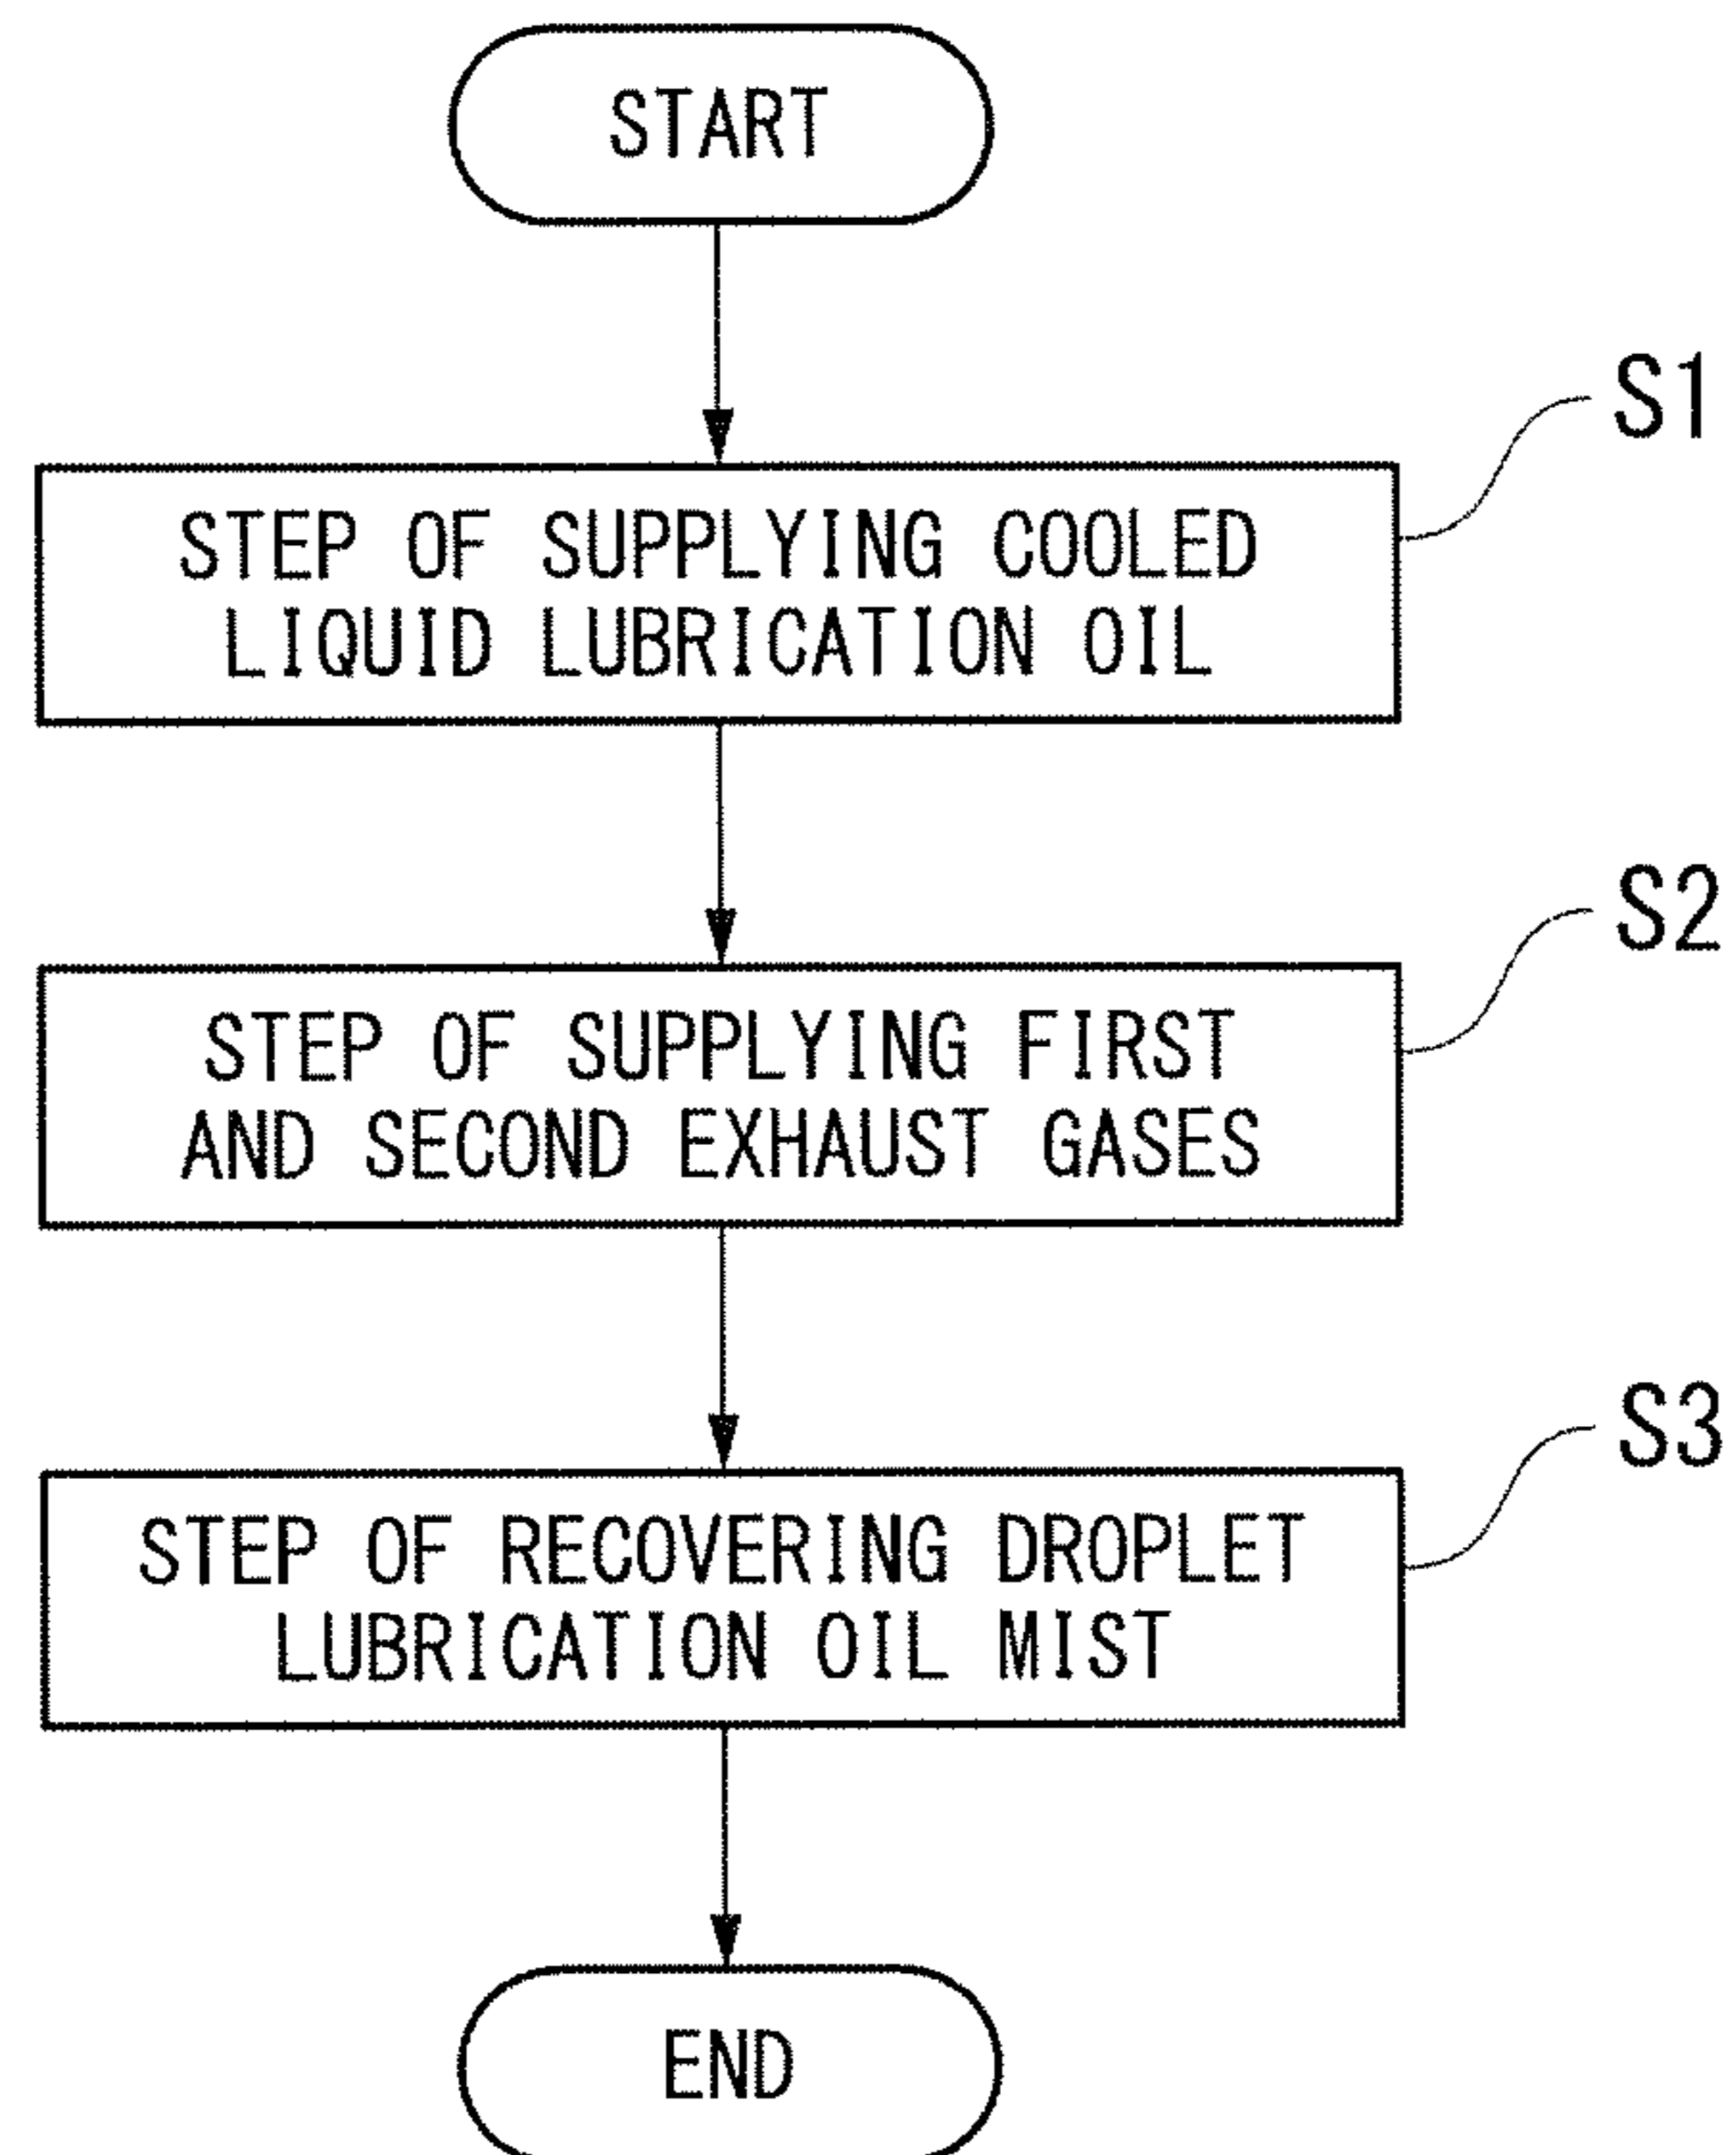 START
S1
STEP OF SUPPLYING COOLED
LIQUID LUBRICATION OIL
S2
STEP OF SUPPLYING FIRST
AND SECOND EXHAUST GASES
S3
STEP OF RECOVERING DROPLET
LUBRICATION OIL MIST
END